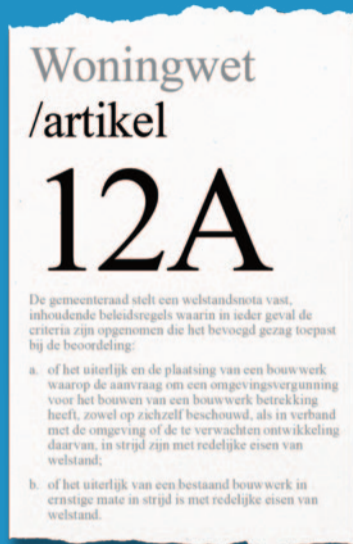 Woningwet
/artikel
12A
De gemeenteraad stelt een welstandsnota vast,
inhoudende beleidsregels waarin in ieder geval de
criteria zijn opgenomen die het bevoegd gezag toepast
bij de beoordeling:
a. of het uiterlijk en de plaatsing van een bouwwerk
waarop de aanvraag om een omgevingsvergunning
voor het bouwen van een bouwwerk betrekking
heeft, zowel op zichzelf beschouwd, als in verband
met de omgeving of de te verwachten ontwikkeling
daarvan, in strijd zijn met redelijke eisen van
welstand;
b. of het uiterlijk van een bestaand bouwwerk in
ernstige mate in strijd is met redelijke eisen van
welstand.